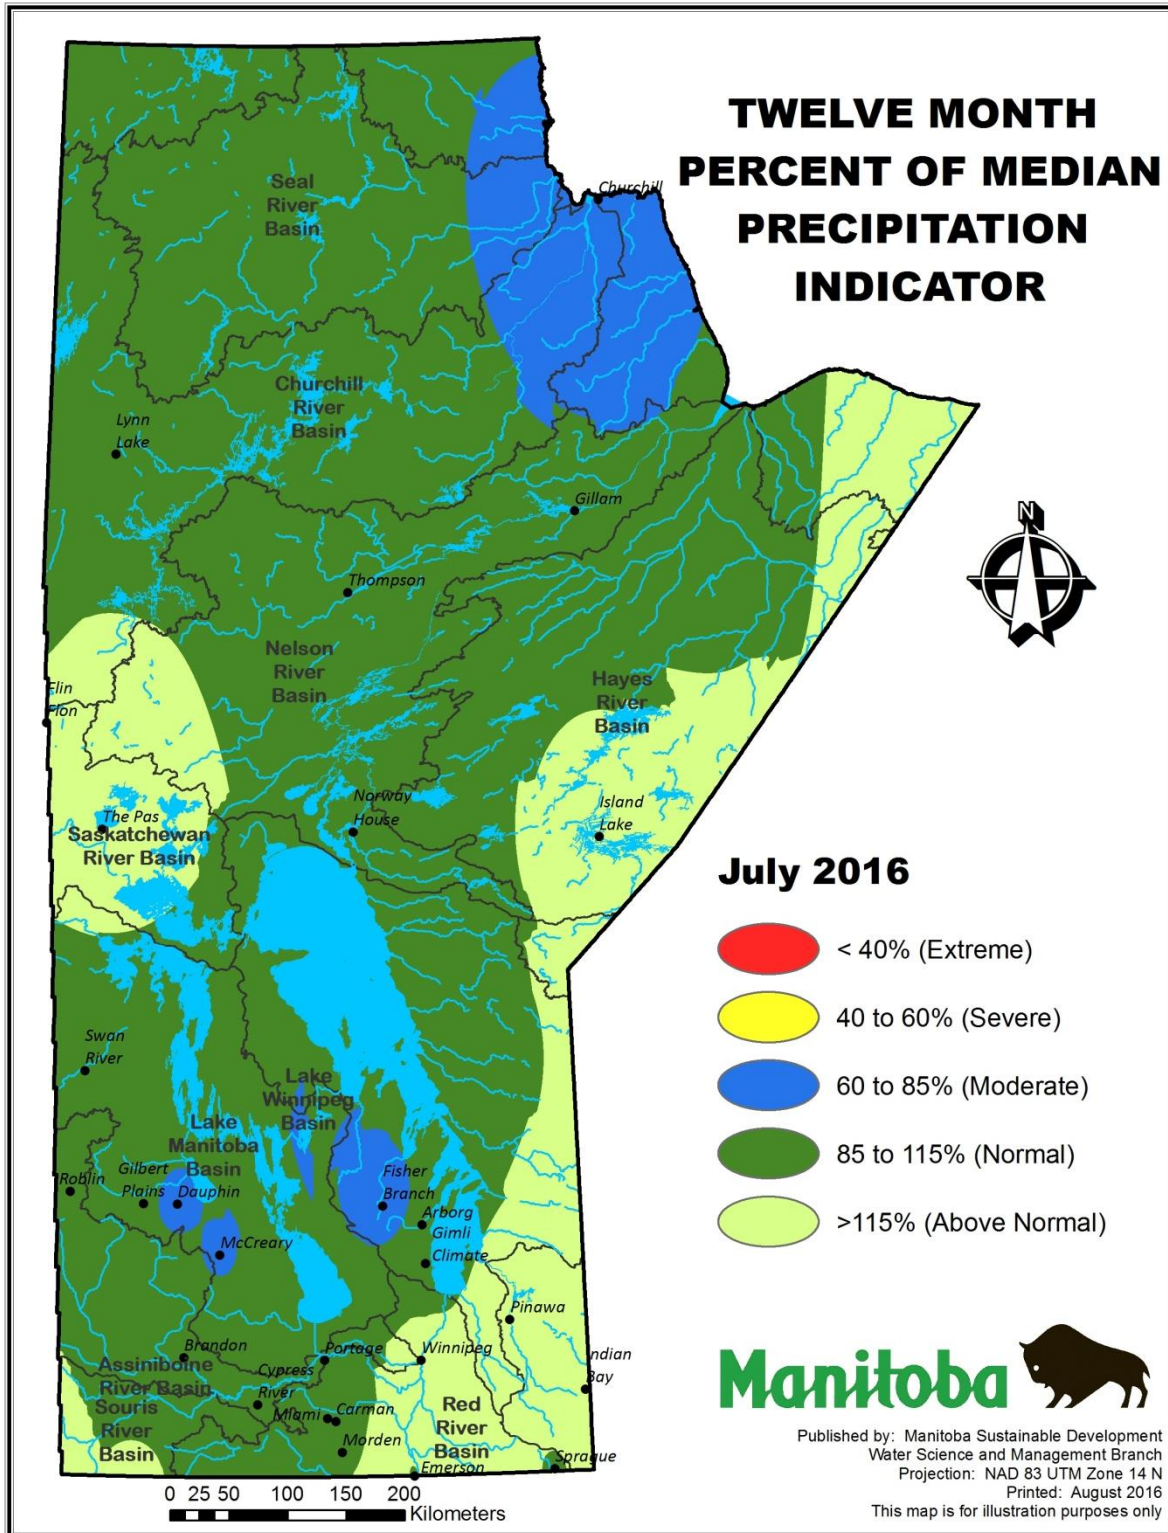 TWELVE MONTH
PERCENT OF MEDIAN
PRECIPITATION
INDICATOR
Churchill
Seal
River
Basin
Churchill
River
Basin
Lynn
Lake
Gillam
N
Thompson
Nelson
River
Basin
Hayes
River
Basin
Flin
Flon
Norway
House
Island
Lake
The Pas
Saskatchewan
River Basin
July 2016
< 40% (Extreme)
40 to 60% (Severe)
60 to 85% (Moderate)
85 to 115% (Normal)
>115% (Above Normal)
Swan
River
Lake
Winnipeg
Basin
Lake
Manitoba
Basin
Roblin
Gilbert
Plains
Dauphin
Fisher
Branch
Arborg
Gimli
Climate
McCreary
Pinawa
Brandon
Assiniboine
River Basin
Souris
River
Basin
Cypress
River
Portage
Winnipeg
Indian
Bay
Miami
Carman
Morden
Red
River
Basin
Emerson
Sprague
0 25 50 100 150 200
Kilometers
Manitoba
Published by: Manitoba Sustainable Development
Water Science and Management Branch
Projection: NAD 83 UTM Zone 14 N
Printed: August 2016
This map is for illustration purposes only